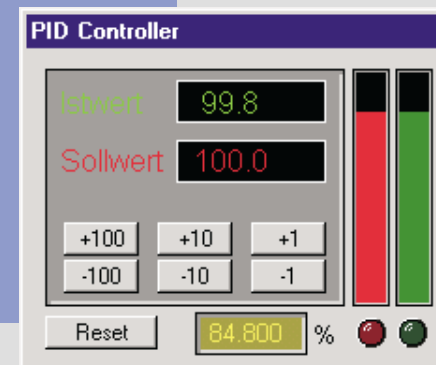 PID Controller
Istwert 99.8
Sollwert 100.0
+100 +10 +1
-100 -10 -1
Reset 84.800 %